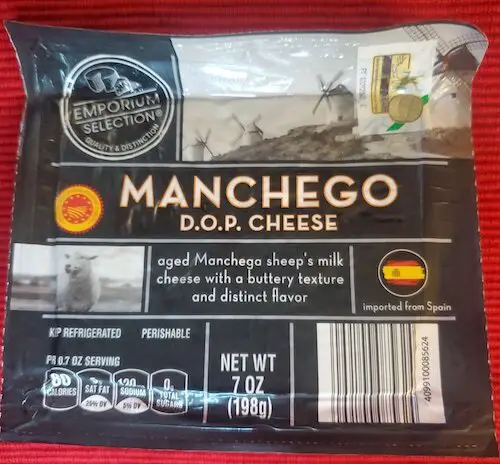 EMPORIUM
SELECTION®
QUALITY & DISTINCTION
MANCHEGO
D.O.P. CHEESE
aged Manchega sheep's milk
cheese with a buttery texture
and distinct flavor
imported from Spain
KEEP REFRIGERATED PERISHABLE
PER 0.7 OZ SERVING
80
CALORIES
SAT FAT
25% DV
120
SODIUM
5% DV
0g
TOTAL
SUGARS
NET WT
7 OZ
(198g)
4099100085624